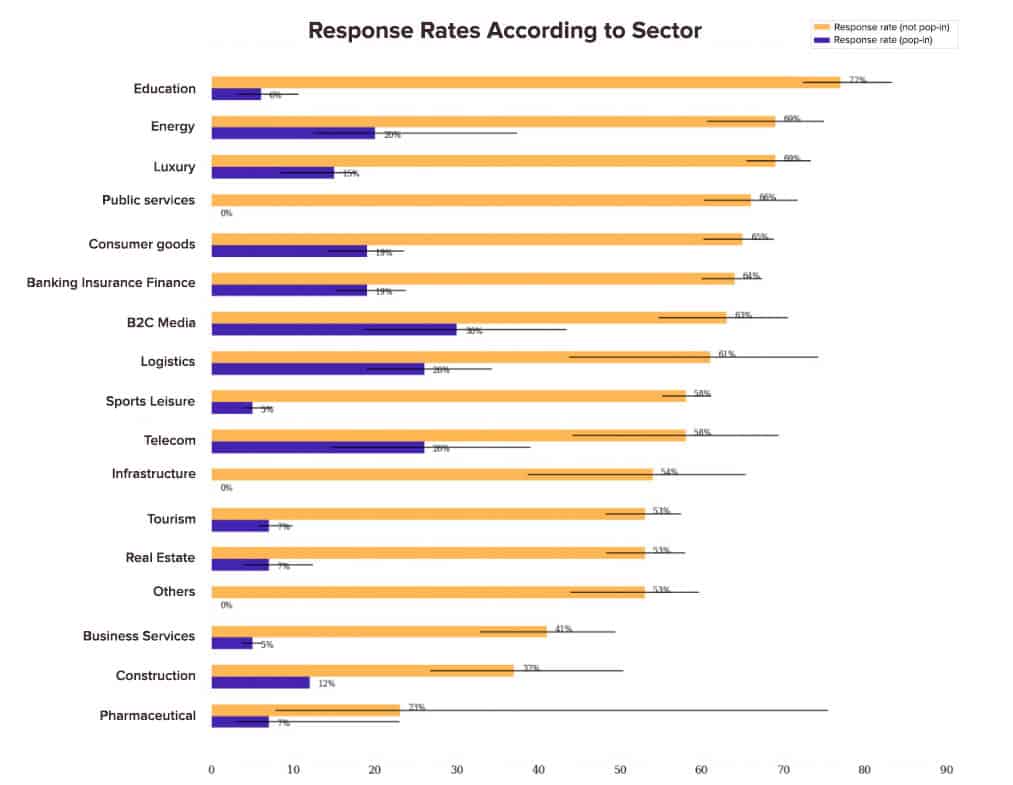 Response Rates According to Sector
Response rate (not pop-in)
Response rate (pop-in)
Education
77%
6%
Energy
69%
20%
Luxury
69%
15%
Public services
66%
0%
Consumer goods
65%
19%
Banking Insurance Finance
64%
19%
B2C Media
63%
30%
Logistics
61%
26%
Sports Leisure
58%
5%
Telecom
58%
26%
Infrastructure
54%
0%
Tourism
53%
7%
Real Estate
53%
7%
Others
53%
0%
Business Services
41%
5%
Construction
37%
12%
Pharmaceutical
23%
7%
0 10 20 30 40 50 60 70 80 90